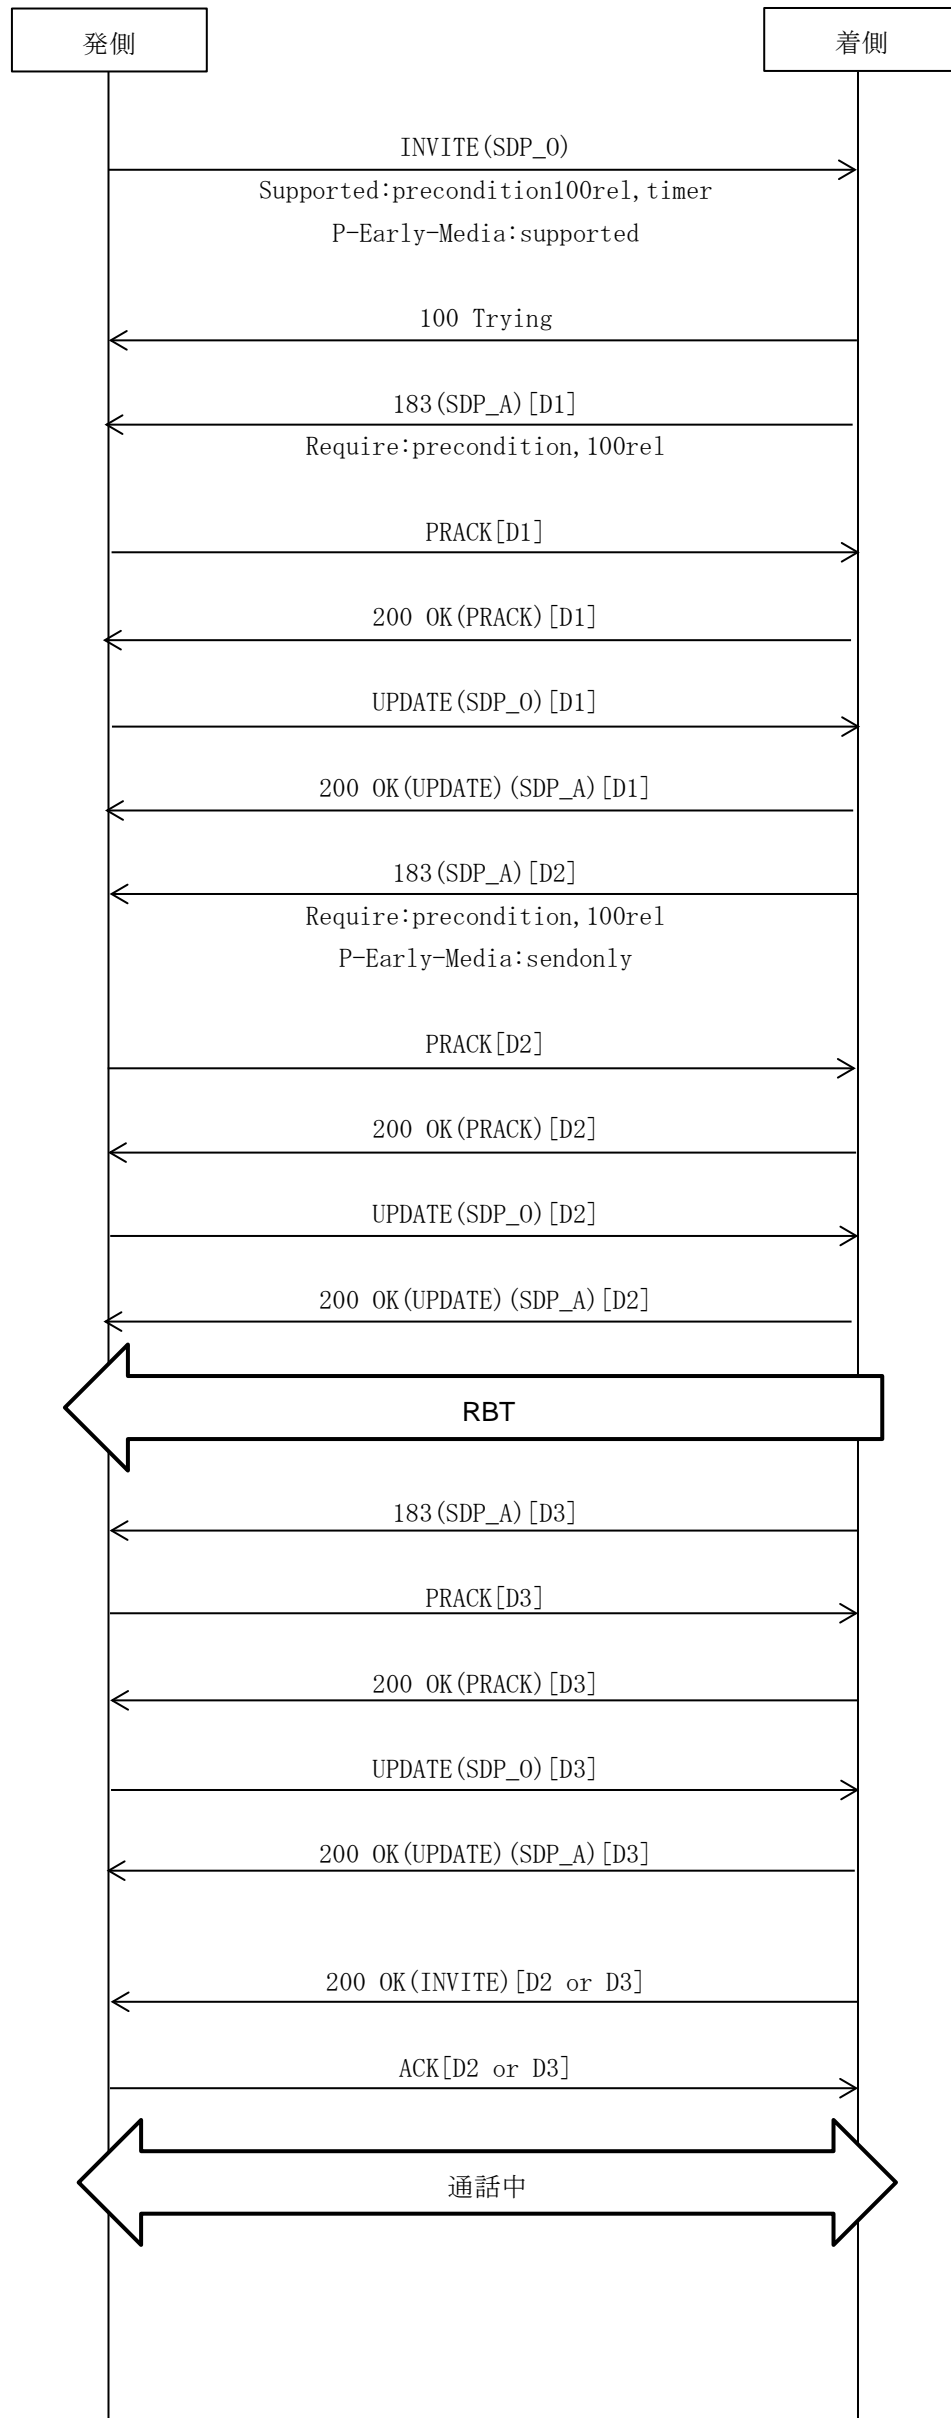 発側
着側
INVITE(SDP_O)
Supported:precondition100rel,timer
P-Early-Media:supported
100 Trying
183(SDP_A)[D1]
Require:precondition,100rel
PRACK[D1]
200 OK(PRACK)[D1]
UPDATE(SDP_O)[D1]
200 OK(UPDATE)(SDP_A)[D1]
183(SDP_A)[D2]
Require:precondition,100rel
P-Early-Media:sendonly
PRACK[D2]
200 OK(PRACK)[D2]
UPDATE(SDP_O)[D2]
200 OK(UPDATE)(SDP_A)[D2]
RBT
183(SDP_A)[D3]
PRACK[D3]
200 OK(PRACK)[D3]
UPDATE(SDP_O)[D3]
200 OK(UPDATE)(SDP_A)[D3]
200 OK(INVITE)[D2 or D3]
ACK[D2 or D3]
通話中